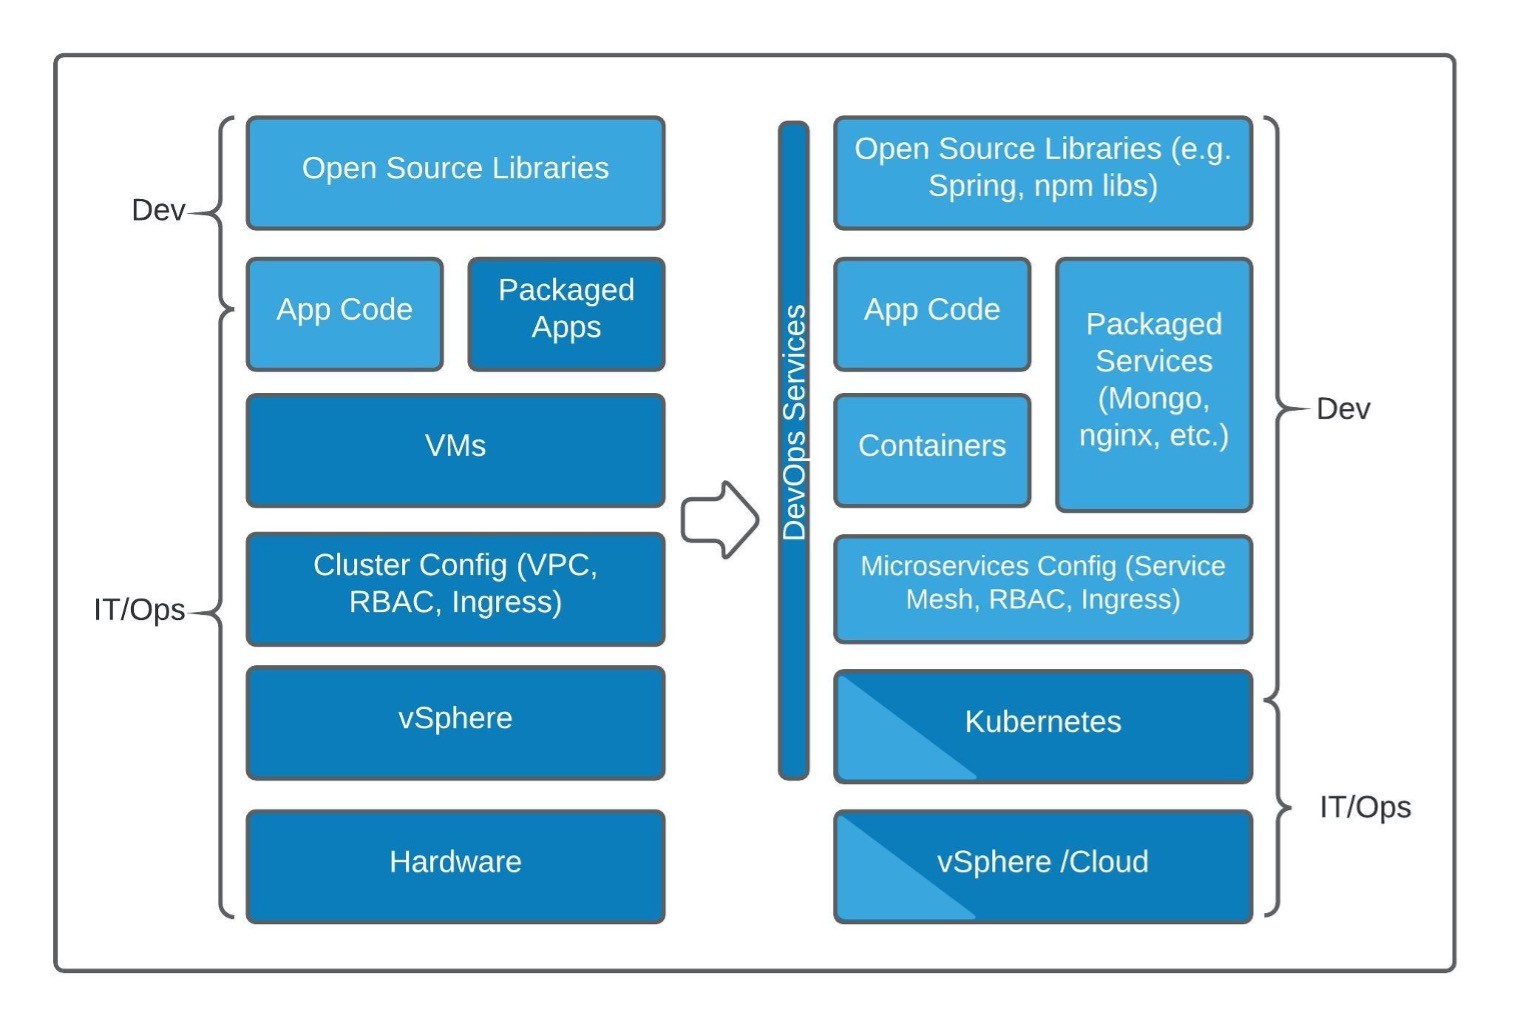 Dev
IT/Ops
Open Source Libraries
App Code
Packaged
Apps
VMs
Cluster Config (VPC,
RBAC, Ingress)
vSphere
Hardware
DevOps Services
Open Source Libraries (e.g.
Spring, npm libs)
App Code
Packaged
Services
(Mongo,
nginx, etc.)
Containers
Microservices Config (Service
Mesh, RBAC, Ingress)
Kubernetes
vSphere /Cloud
Dev
IT/Ops